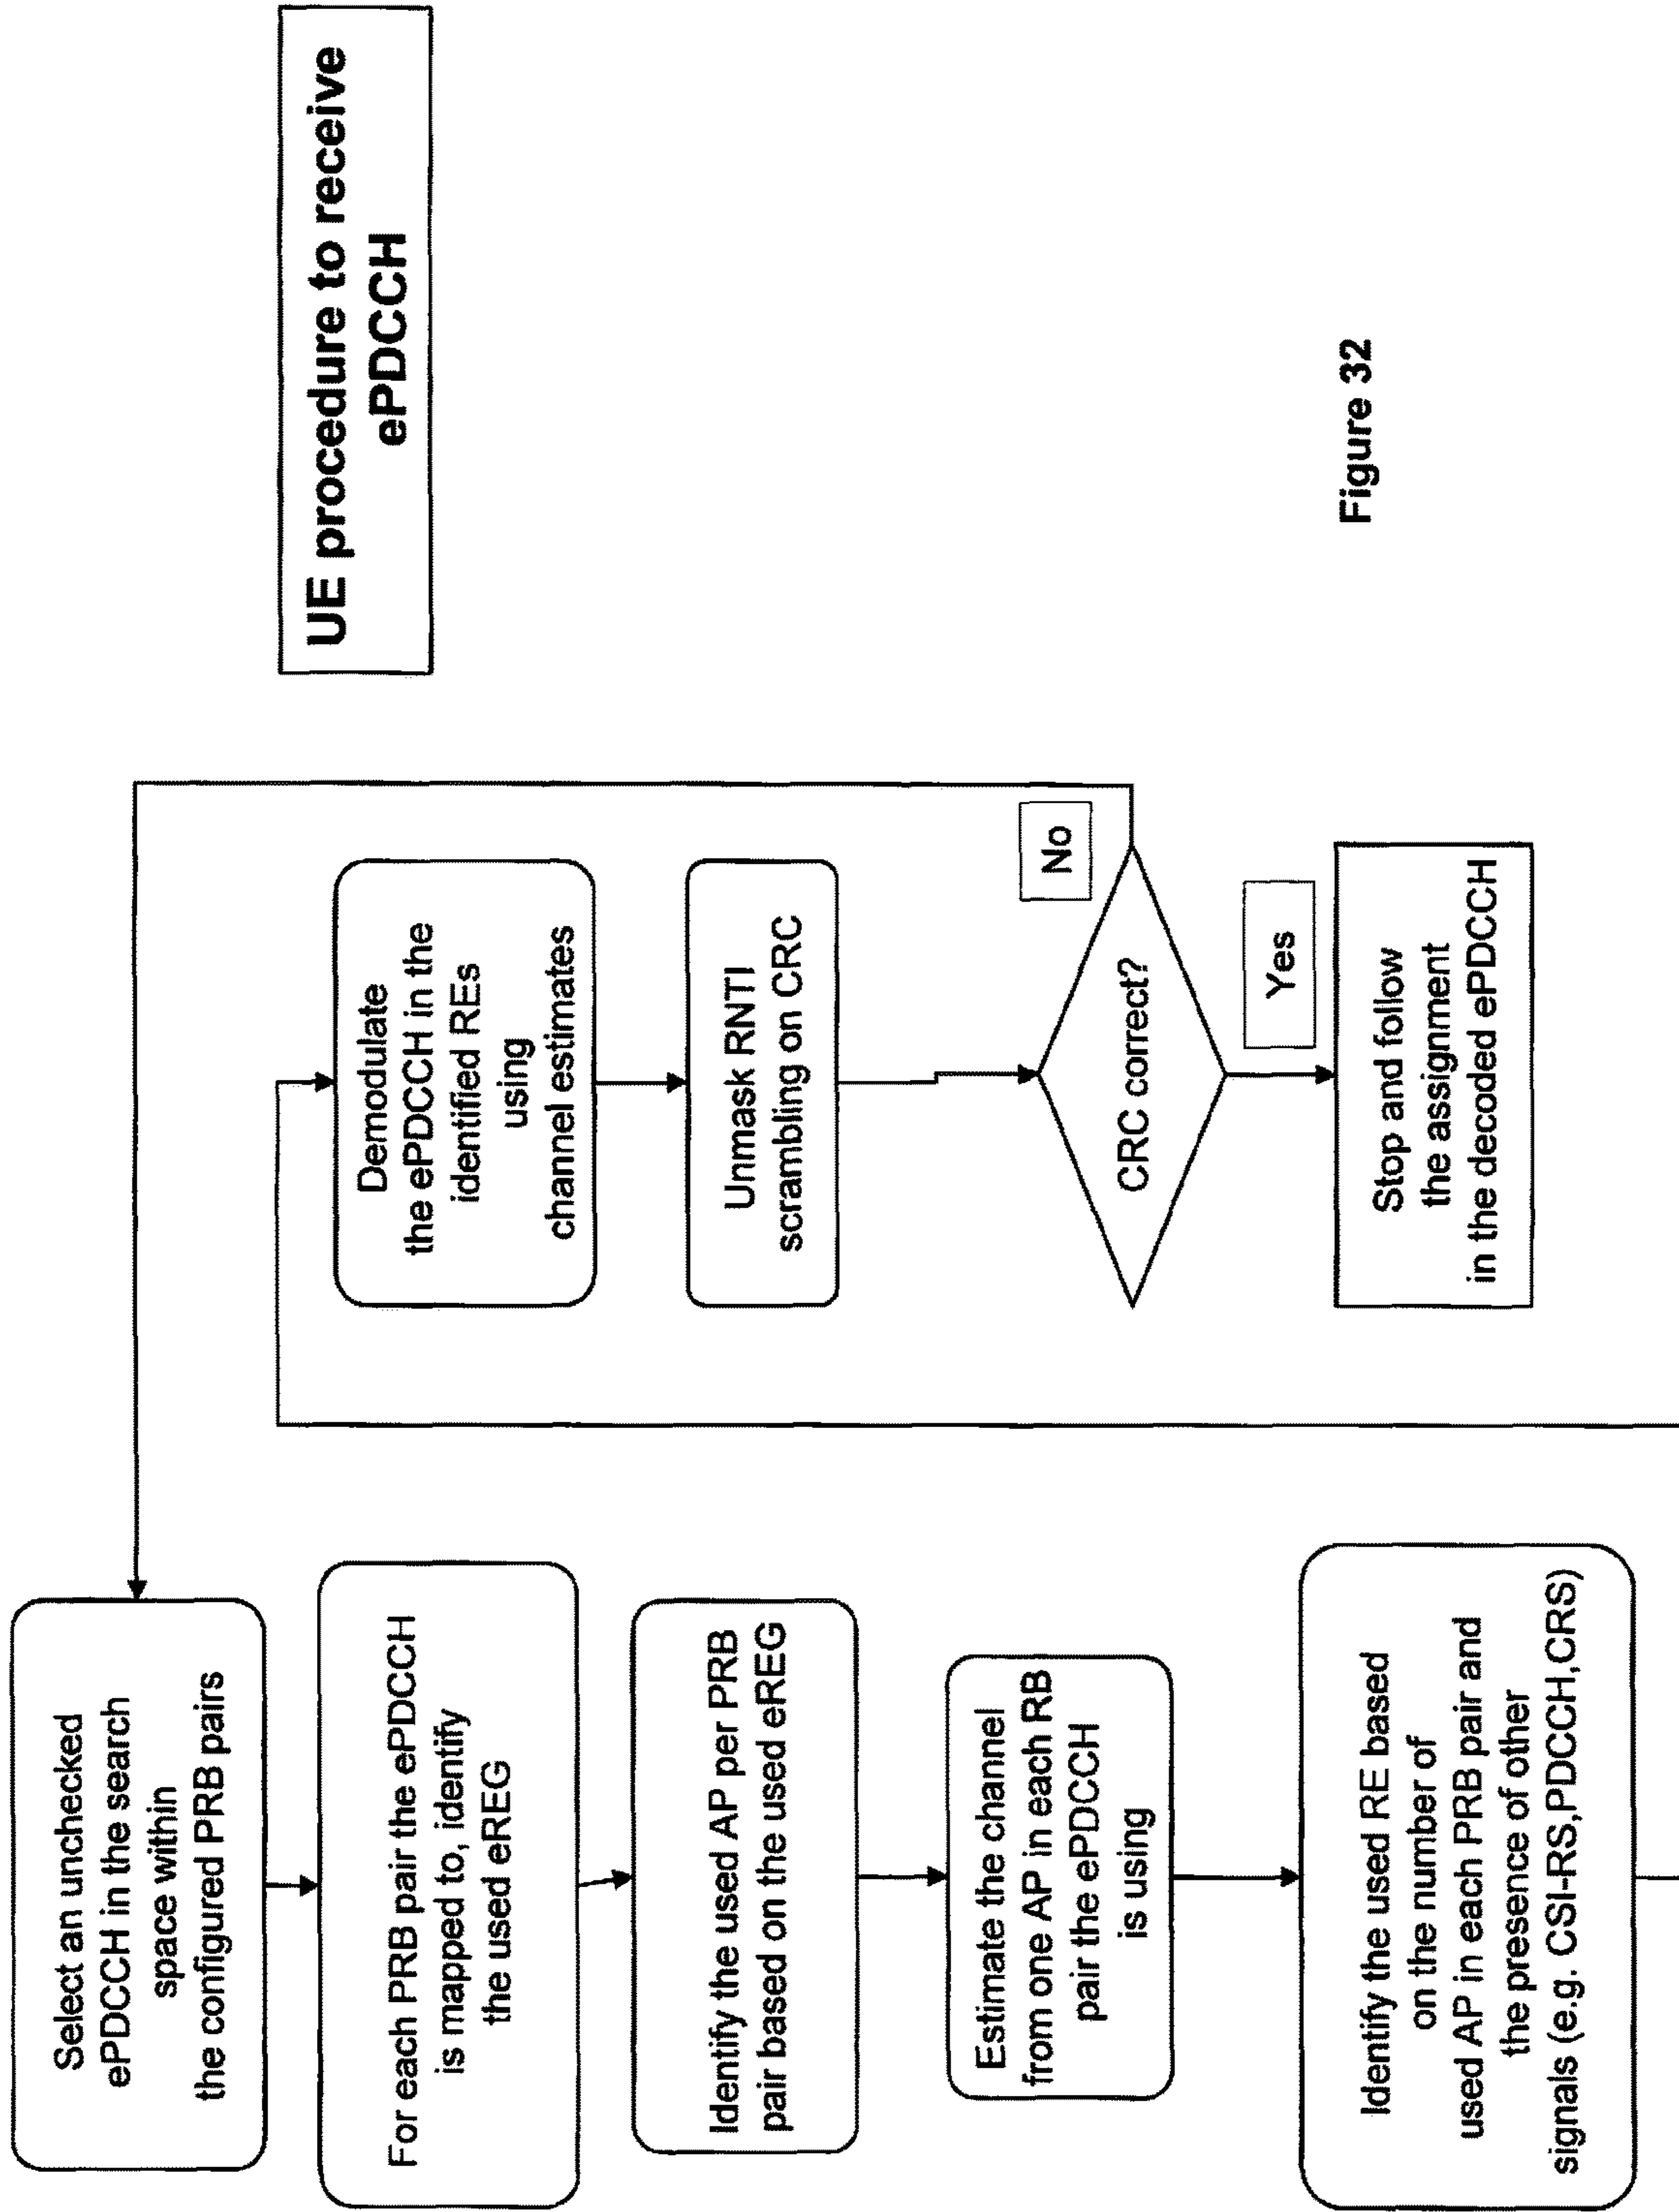 UE procedure to receive
ePDCCH
Select an unchecked
ePDCCH in the search
space within
the configured PRB pairs
For each PRB pair the ePDCCH
is mapped to, identify
the used eREG
Identify the used AP per PRB
pair based on the used eREG
Estimate the channel
from one AP in each RB
pair the ePDCCH
is using
Identify the used RE based
on the number of
used AP in each PRB pair and
the presence of other
signals (e.g. CSI-RS,PDCCH,CRS)
Demodulate
the ePDCCH in the
identified REs
using
channel estimates
Unmask RNTI
scrambling on CRC
CRC correct?
No
Yes
Stop and follow
the assignment
in the decoded ePDCCH
Figure 32